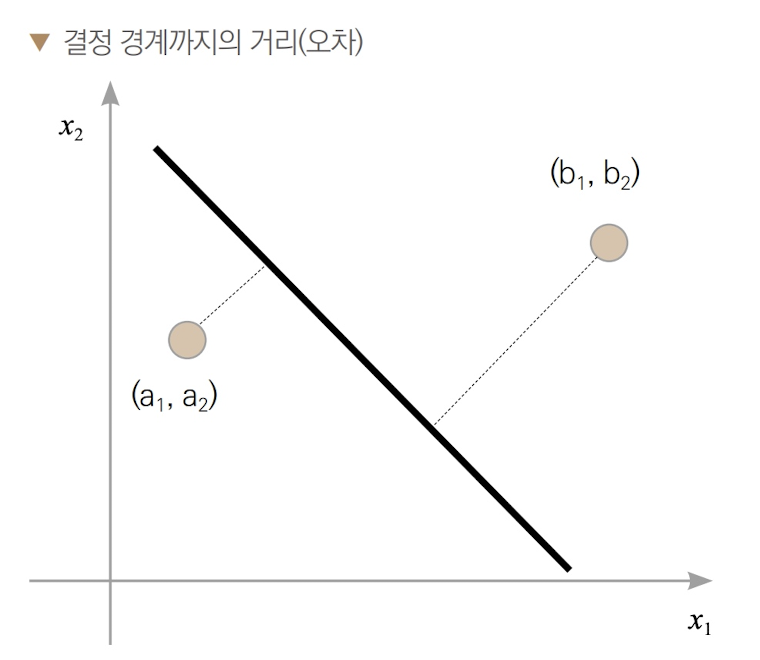 ▼ 결정 경계까지의 거리(오차)
x₂
(b₁, b₂)
(a₁, a₂)
x₁